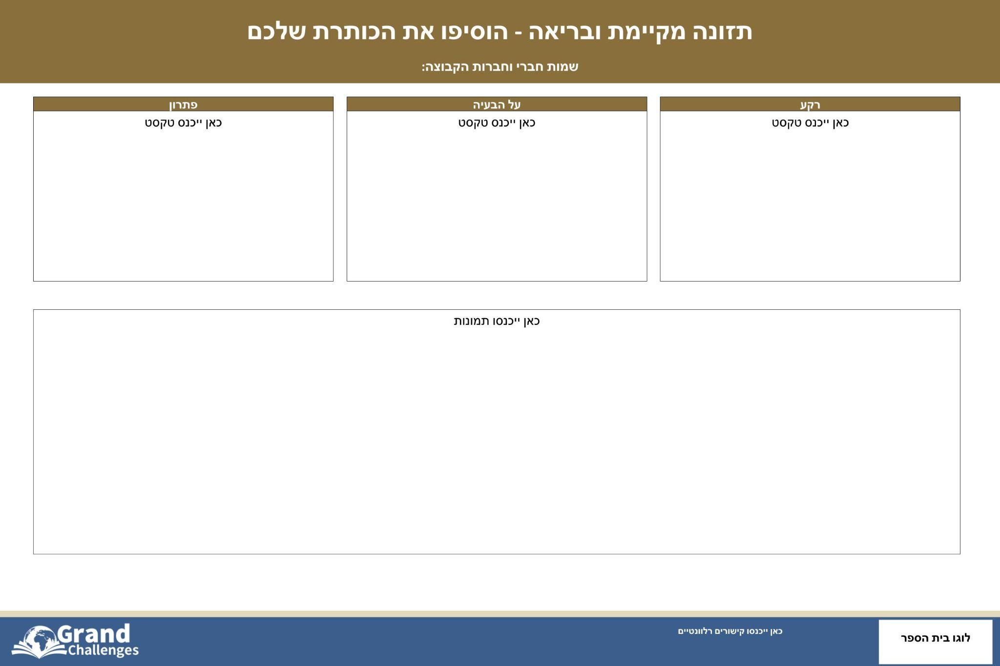 תזונה מקיימת ובריאה - הוסיפו את הכותרת שלכם
שמות חברי וחברות הקבוצה:
רקע
כאן ייכנס טקסט
על הבעיה
כאן ייכנס טקסט
פתרון
כאן ייכנס טקסט
כאן ייכנסו תמונות
לוגו בית הספר
כאן ייכנסו קישורים רלוונטיים
Grand
Challenges